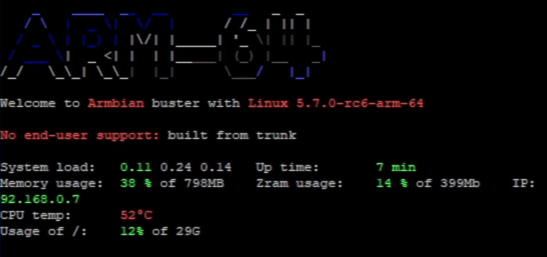 ARM-64
Welcome to Armbian buster with Linux 5.7.0-rc6-arm-64
No end-user support: built from trunk
System load: 0.11 0.24 0.14 Up time: 7 min
Memory usage: 38 % of 798MB Zram usage: 14 % of 399Mb IP:
92.168.0.7
CPU temp: 52°C
Usage of /: 12% of 29G